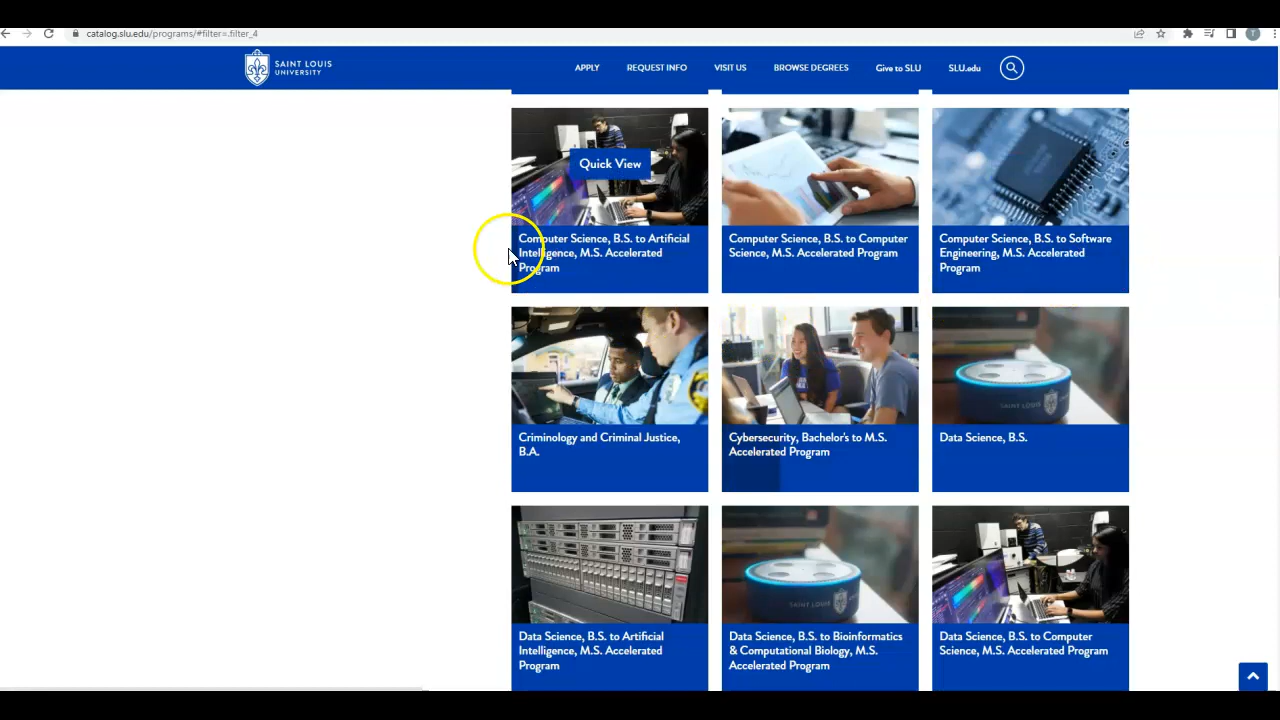 catalog.slu.edu/programs/#filter=.filter_4
T
SAINT LOUIS
UNIVERSITY
APPLY
REQUEST INFO
VISIT US
BROWSE DEGREES
Give to SLU
SLU.edu
Quick View
Computer Science, B.S. to Artificial
Intelligence, M.S. Accelerated
Program
Computer Science, B.S. to Computer
Science, M.S. Accelerated Program
Computer Science, B.S. to Software
Engineering, M.S. Accelerated
Program
SAINT LOUIS
Criminology and Criminal Justice,
B.A.
Cybersecurity, Bachelor's to M.S.
Accelerated Program
Data Science, B.S.
SAINT LOUIS
Data Science, B.S. to Artificial
Intelligence, M.S. Accelerated
Program
Data Science, B.S. to Bioinformatics
& Computational Biology, M.S.
Accelerated Program
Data Science, B.S. to Computer
Science, M.S. Accelerated Program